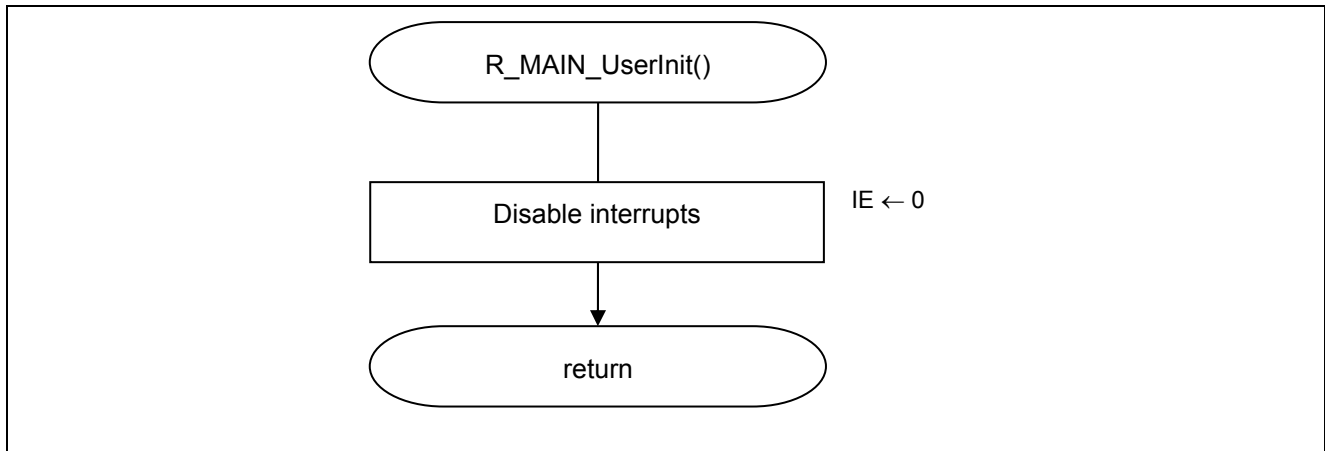 R_MAIN_UserInit()
Disable interrupts
IE ← 0
return